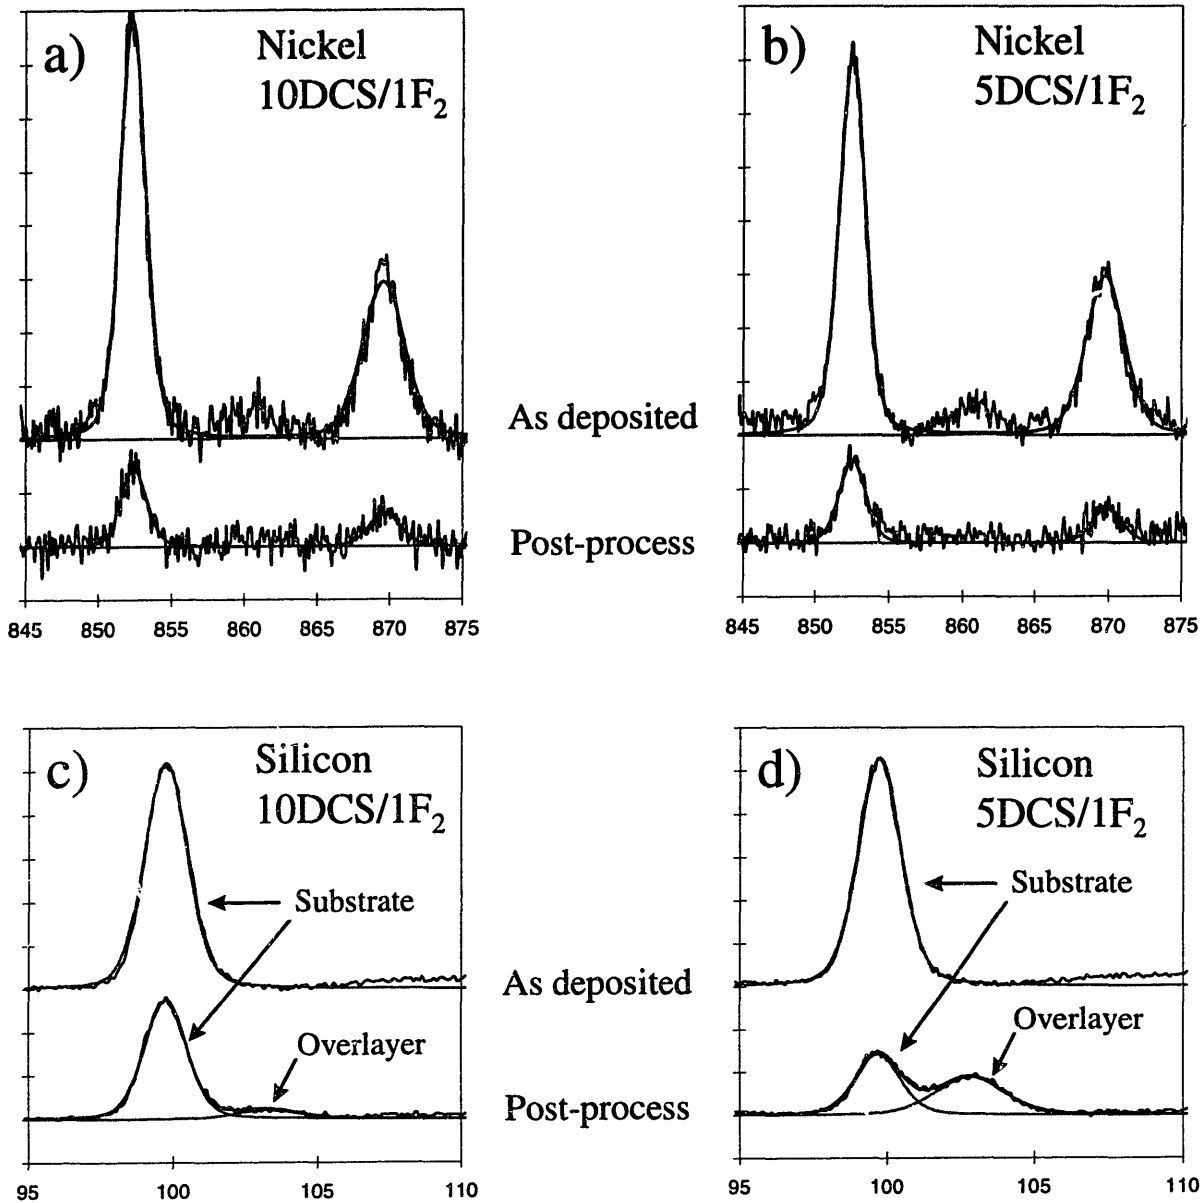 a)
Nickel
10DCS/1F₂
b)
Nickel
5DCS/1F₂
As deposited
Post-process
845 850 855 860 865 870 875
845 850 855 860 865 870 875
c)
Silicon
10DCS/1F₂
d)
Silicon
5DCS/1F₂
Substrate
Substrate
As deposited
Overlayer
Overlayer
Post-process
95 100 105 110
95 100 105 110